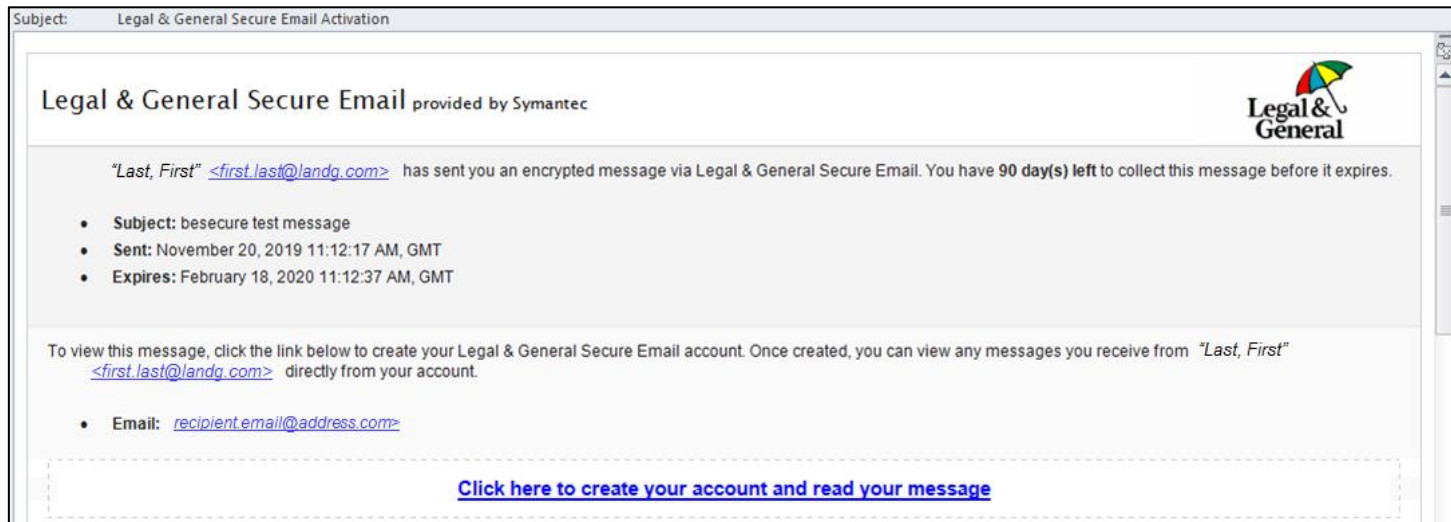 Subject: Legal & General Secure Email Activation
Legal & General Secure Email provided by Symantec
Legal &
General
“Last, First” <first.last@landg.com> has sent you an encrypted message via Legal & General Secure Email. You have 90 day(s) left to collect this message before it expires.
• Subject: besecure test message
• Sent: November 20, 2019 11:12:17 AM, GMT
• Expires: February 18, 2020 11:12:37 AM, GMT
To view this message, click the link below to create your Legal & General Secure Email account. Once created, you can view any messages you receive from “Last, First”
<first.last@landg.com> directly from your account.
• Email: recipient.email@address.com>
Click here to create your account and read your message